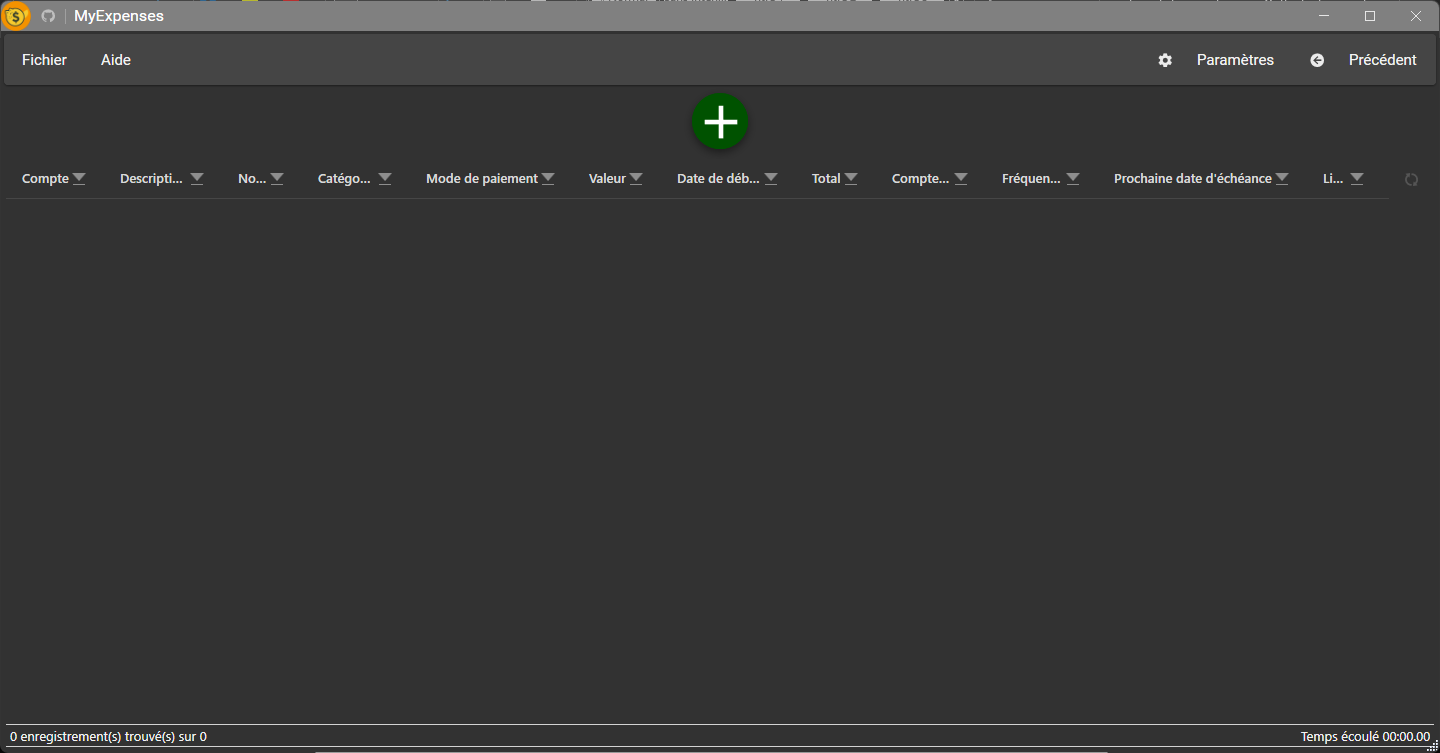 MyExpenses
Fichier Aide Paramètres Précédent
Compte Descripti... No... Catégo... Mode de paiement Valeur Date de déb... Total Compte... Fréquen... Prochaine date d'échéance Li...
0 enregistrement(s) trouvé(s) sur 0 Temps écoulé 00:00.00